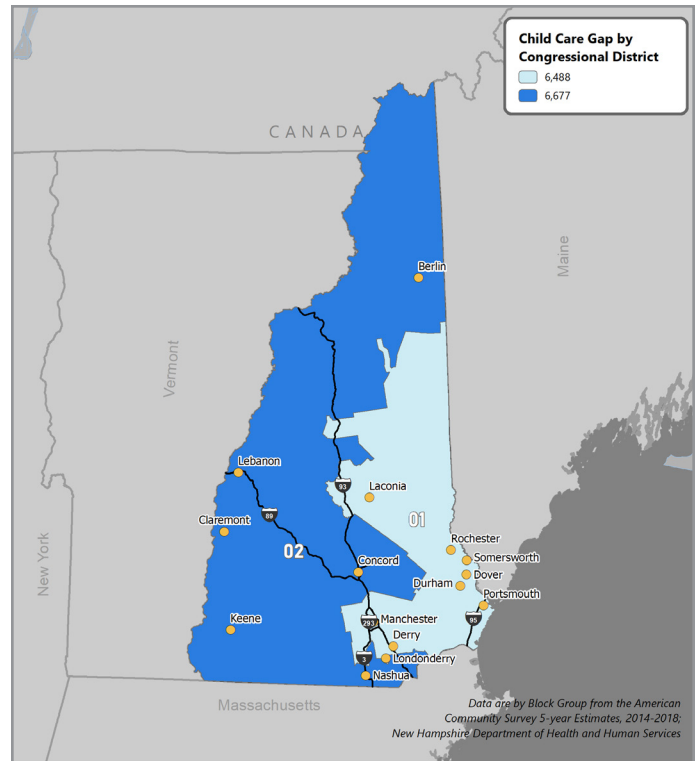 Child Care Gap by
Congressional District
6,488
6,677
CANADA
Maine
Berlin
Vermont
Lebanon
93
Laconia
89
Claremont
01
02
Rochester
Somersworth
Concord
Dover
Durham
New York
Portsmouth
Keene
293
Manchester
95
Derry
3
Londonderry
Nashua
Massachusetts
Data are by Block Group from the American
Community Survey 5-year Estimates, 2014-2018;
New Hampshire Department of Health and Human Services